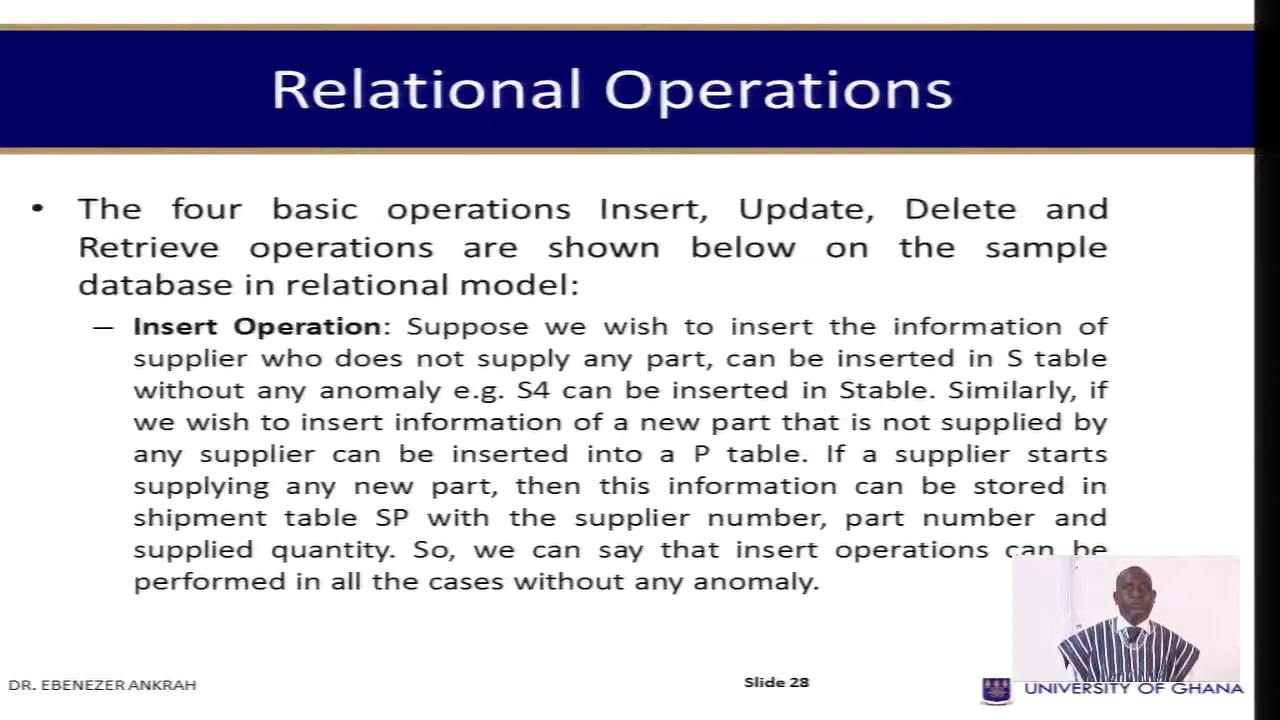 Relational Operations
• The four basic operations Insert, Update, Delete and
Retrieve operations are shown below on the sample
database in relational model:
– Insert Operation: Suppose we wish to insert the information of
supplier who does not supply any part, can be inserted in S table
without any anomaly e.g. S4 can be inserted in Stable. Similarly, if
we wish to insert information of a new part that is not supplied by
any supplier can be inserted into a P table. If a supplier starts
supplying any new part, then this information can be stored in
shipment table SP with the supplier number, part number and
supplied quantity. So, we can say that insert operations can be
performed in all the cases without any anomaly.
DR. EBENEZER ANKRAH
Slide 28
UNIVERSITY OF GHANA